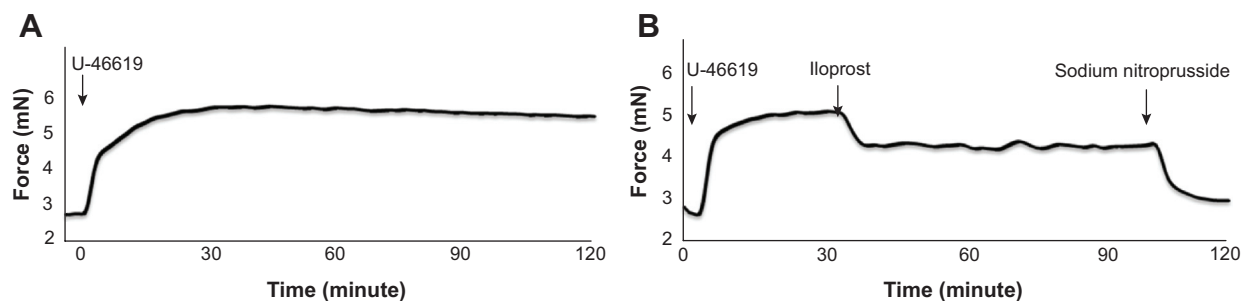 A
U-46619
Force (mN)
6
5
4
3
2
0 30 60 90 120
Time (minute)
B
U-46619 Iloprost Sodium nitroprusside
Force (mN)
6
5
4
3
2
0 30 60 90 120
Time (minute)